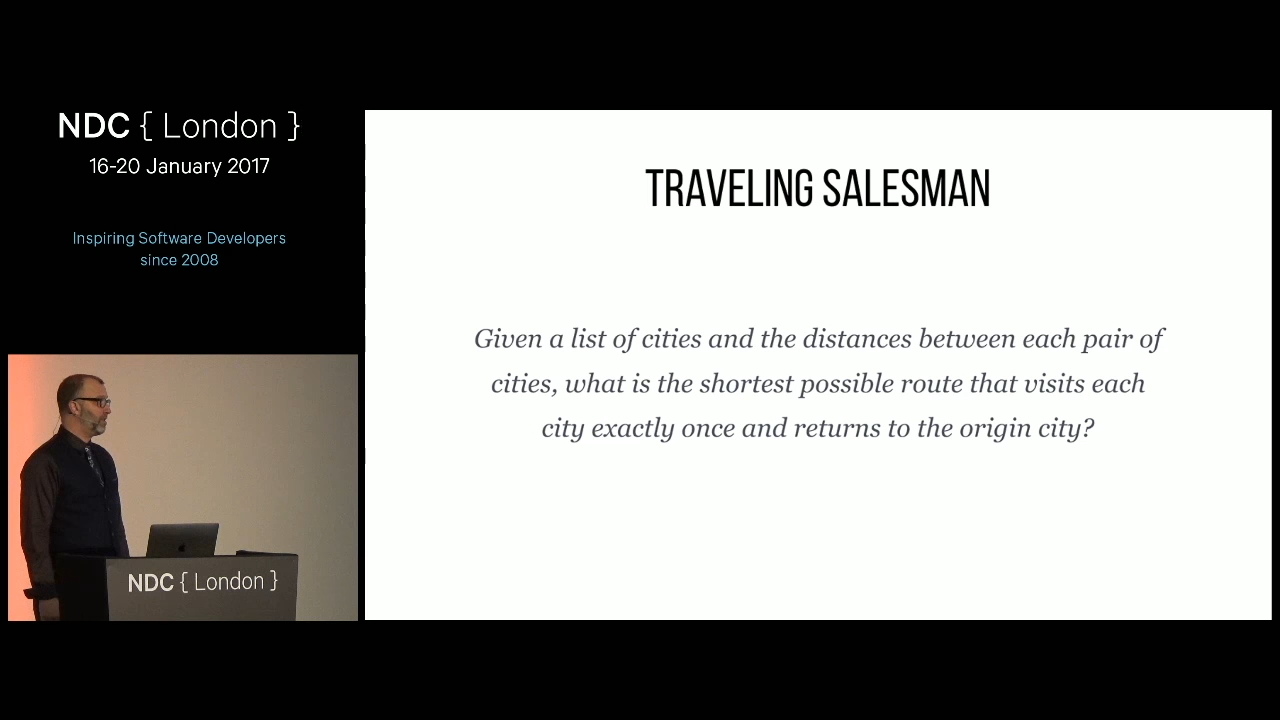 NDC { London }
16-20 January 2017
Inspiring Software Developers
since 2008
TRAVELING SALESMAN
Given a list of cities and the distances between each pair of
cities, what is the shortest possible route that visits each
city exactly once and returns to the origin city?
NDC { London }